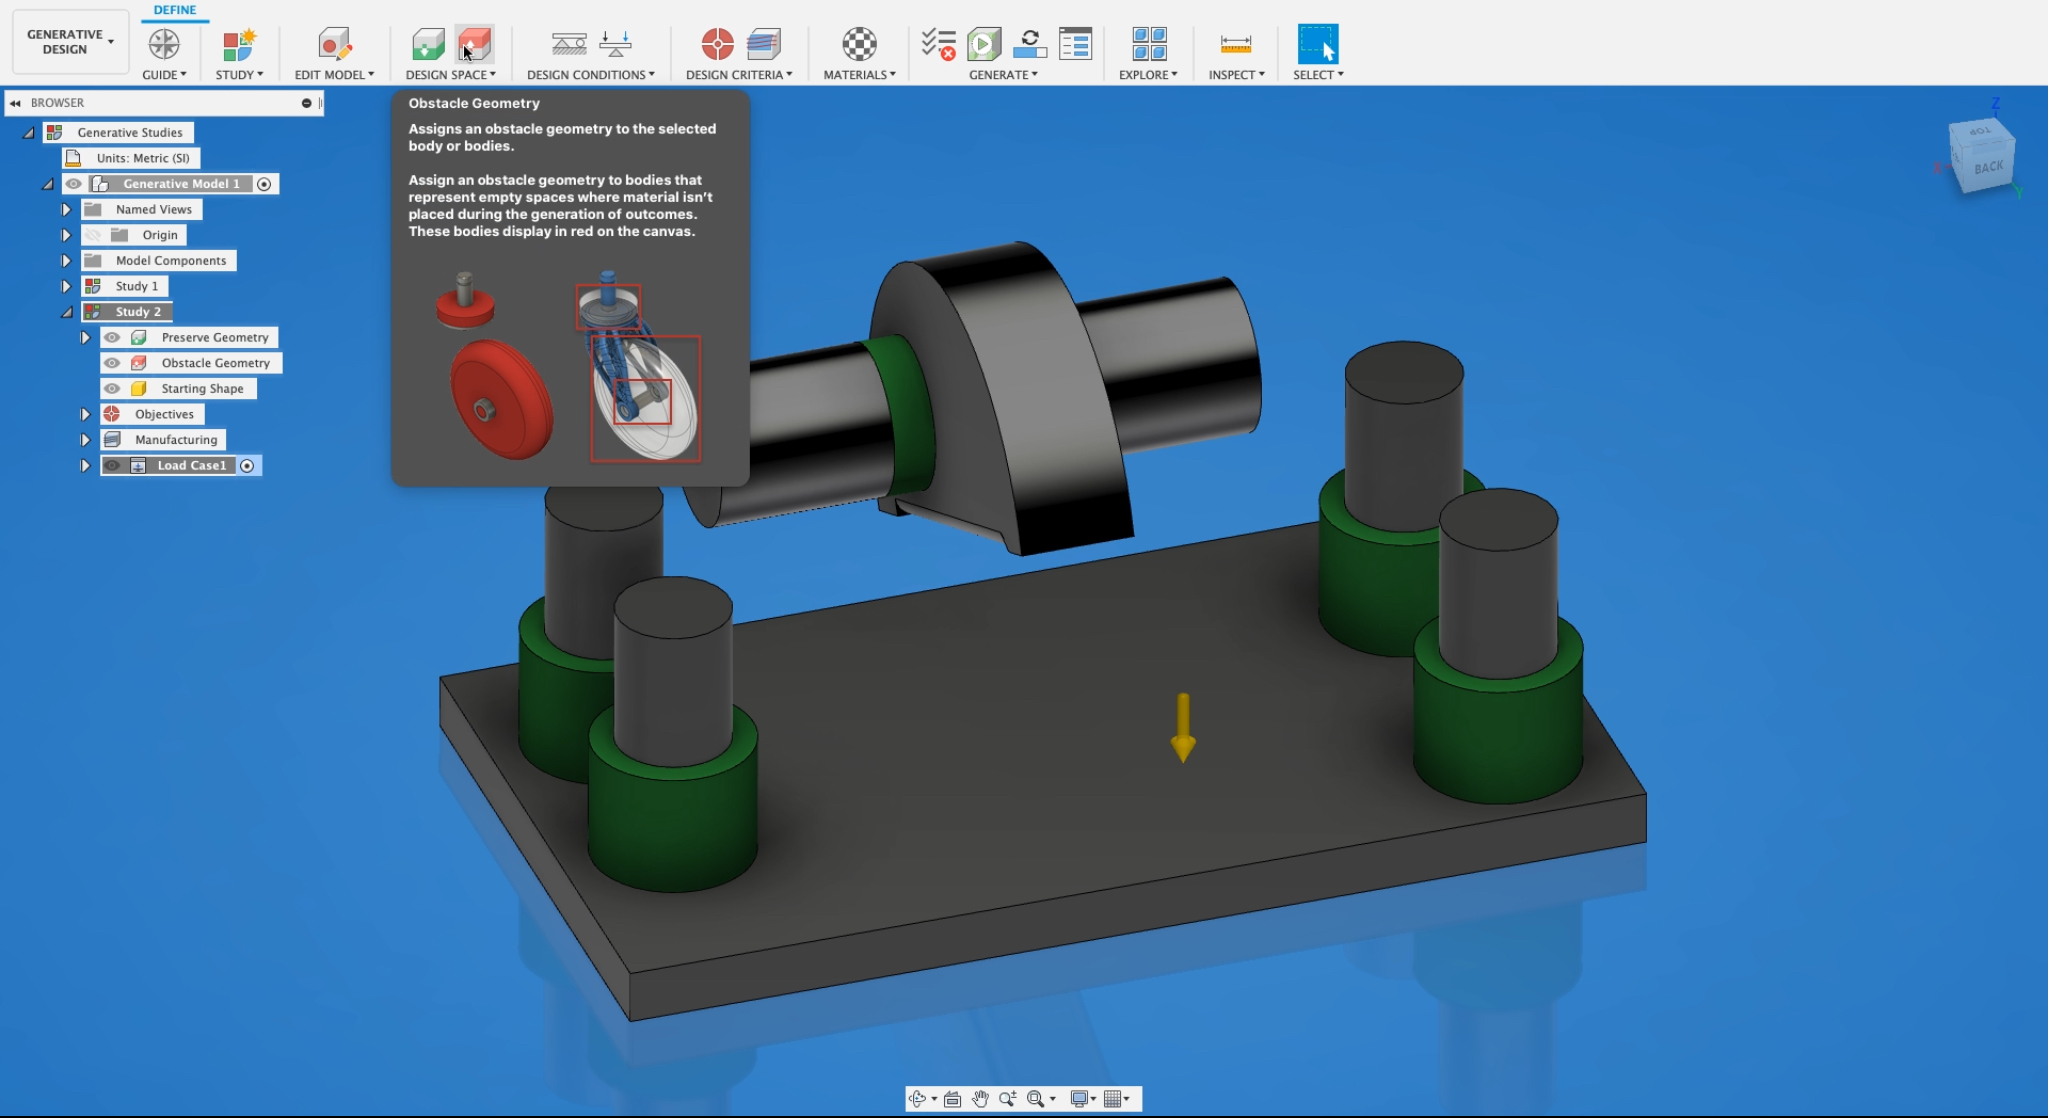 DEFINE
GENERATIVE
DESIGN
GUIDE
STUDY
EDIT MODEL
DESIGN SPACE
DESIGN CONDITIONS
DESIGN CRITERIA
MATERIALS
GENERATE
EXPLORE
INSPECT
SELECT
BROWSER
Generative Studies
Units: Metric (SI)
Generative Model 1
Named Views
Origin
Model Components
Study 1
Study 2
Preserve Geometry
Obstacle Geometry
Starting Shape
Objectives
Manufacturing
Load Case1
Obstacle Geometry
Assigns an obstacle geometry to the selected
body or bodies.
Assign an obstacle geometry to bodies that
represent empty spaces where material isn’t
placed during the generation of outcomes.
These bodies display in red on the canvas.
Z
TOP
BACK
X
Y